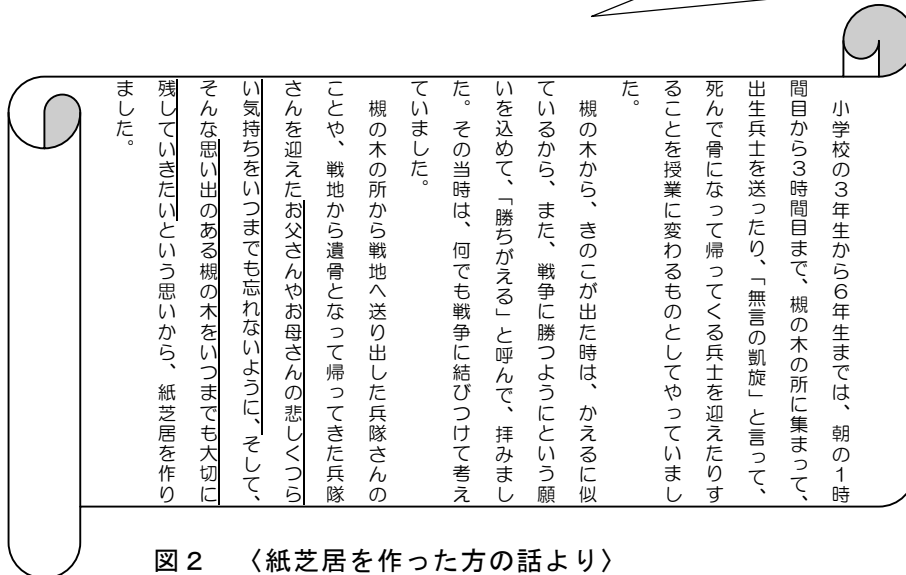 小学校の3年生から6年生までは、朝の1時
間目から3時間目まで、槻の木の所に集まって、
出生兵士を送ったり、「無言の凱旋」と言って、
死んで骨になって帰ってくる兵士を迎えたりす
ることを授業に変わるものとしてやっていまし
た。
槻の木から、きのこが出た時は、かえるに似
ているから、また、戦争に勝つようにという願
いを込めて、「勝ちがえる」と呼んで、拝みまし
た。その当時は、何でも戦争に結びつけて考え
ていました。
槻の木の所から戦地へ送り出した兵隊さんの
ことや、戦地から遺骨となって帰ってきた兵隊
さんを迎えたお父さんやお母さんの悲しくつら
い気持ちをいつまでも忘れないように、そして、
そんな思い出のある槻の木をいつまでも大切に
残していきたいという思いから、紙芝居を作り
ました。
図2 〈紙芝居を作った方の話より〉